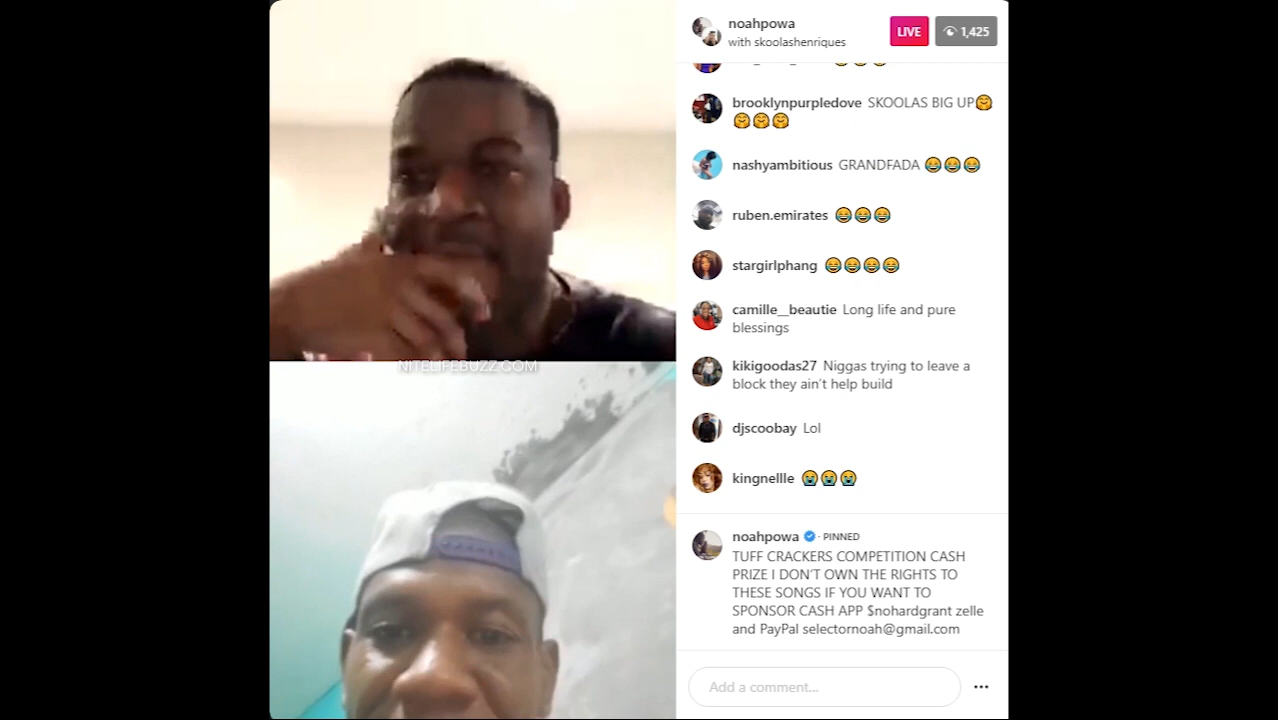 noahpowa
with skoolashenriques
LIVE
1,425
brooklynpurpledove SKOOLAS BIG UP🤗
🤗🤗🤗
nashyambitious GRANDFADA 😂😂😂
ruben.emirates 😂😂😂
stargirlphang 😂😂😂😂
camille__beautie Long life and pure
blessings
kikigoodas27 Niggas trying to leave a
block they ain’t help build
djscoobay Lol
kingnellle 😭😭😭
noahpowa · PINNED
TUFF CRACKERS COMPETITION CASH
PRIZE I DON’T OWN THE RIGHTS TO
THESE SONGS IF YOU WANT TO
SPONSOR CASH APP $nohardgrant zelle
and PayPal selectornoah@gmail.com
Add a comment...
NITELIFEBUZZ.COM